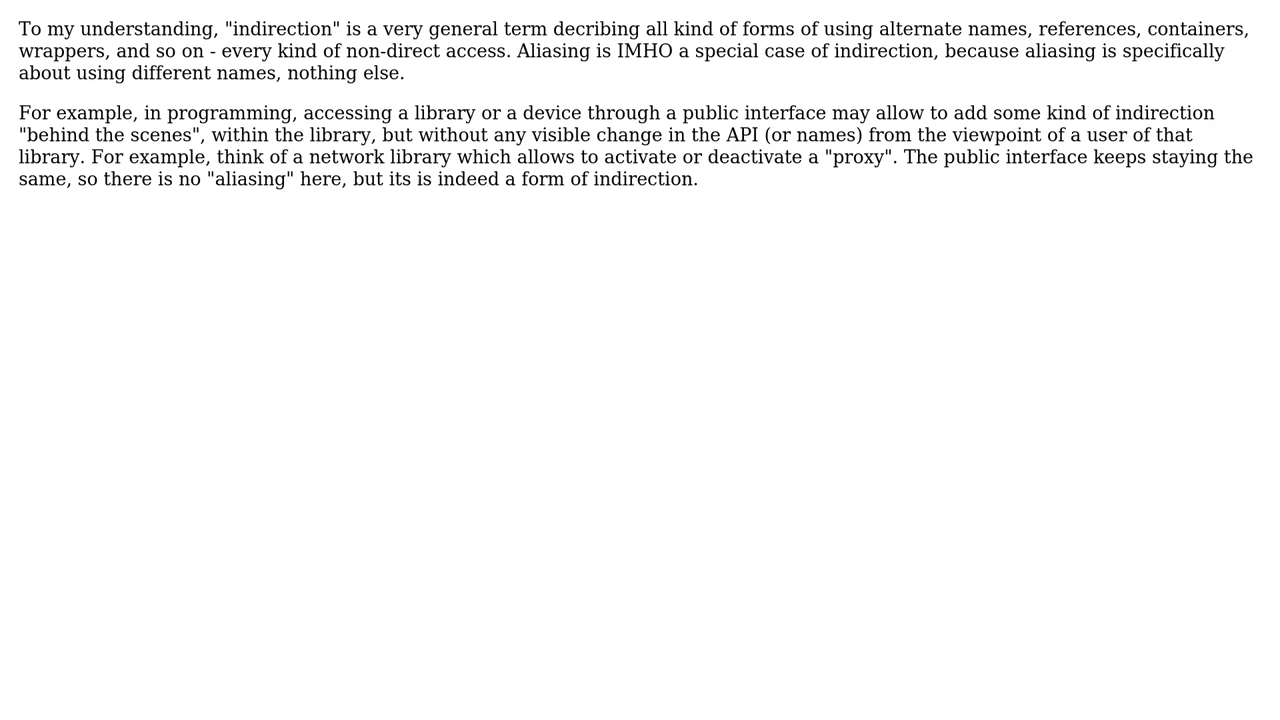 To my understanding, "indirection" is a very general term decribing all kind of forms of using alternate names, references, containers,
wrappers, and so on - every kind of non-direct access. Aliasing is IMHO a special case of indirection, because aliasing is specifically
about using different names, nothing else.
For example, in programming, accessing a library or a device through a public interface may allow to add some kind of indirection
"behind the scenes", within the library, but without any visible change in the API (or names) from the viewpoint of a user of that
library. For example, think of a network library which allows to activate or deactivate a "proxy". The public interface keeps staying the
same, so there is no "aliasing" here, but its is indeed a form of indirection.